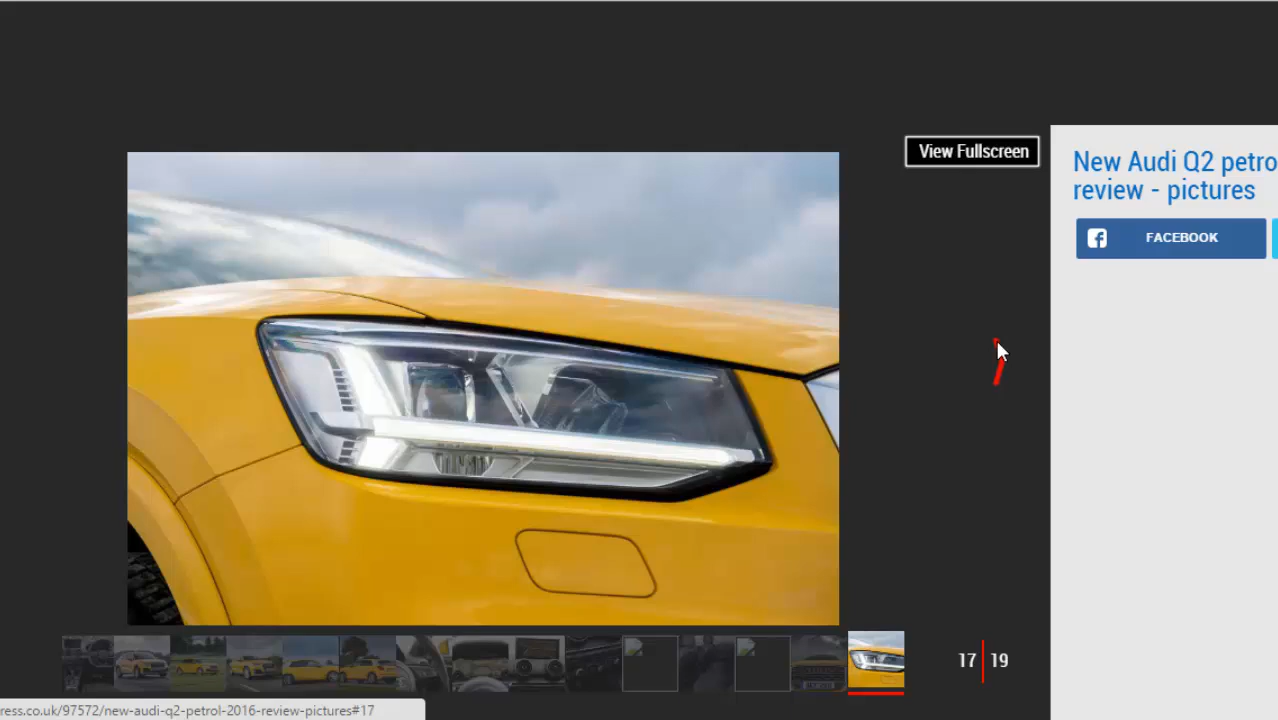 View Fullscreen
New Audi Q2 petro
review - pictures
FACEBOOK
17 19
ress.co.uk/97572/new-audi-q2-petrol-2016-review-pictures#17